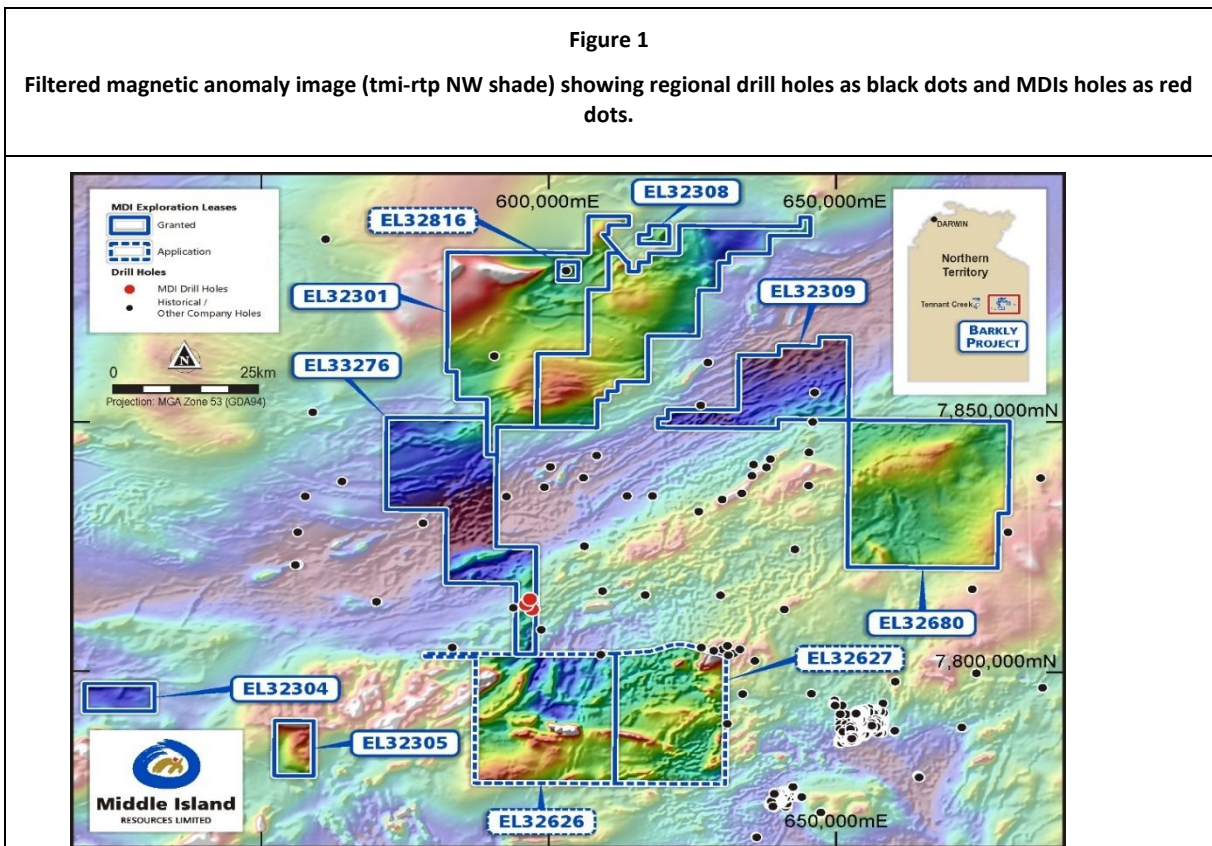 Figure 1
Filtered magnetic anomaly image (tmi-rtp NW shade) showing regional drill holes as black dots and MDIs holes as red
dots.
MDI Exploration Leases
Granted
Application
Drill Holes
MDI Drill Holes
Historical /
Other Company Holes
N
0 25km
Projection: MGA Zone 53 (GDA94)
600,000mE
650,000mE
EL32308
EL32816
EL32301
EL32309
EL33276
DARWIN
Northern
Territory
Tennant Creek
BARKLY
PROJECT
7,850,000mN
EL32680
EL32627
7,800,000mN
EL32304
EL32305
EL32626
650,000mE
Middle Island
RESOURCES LIMITED